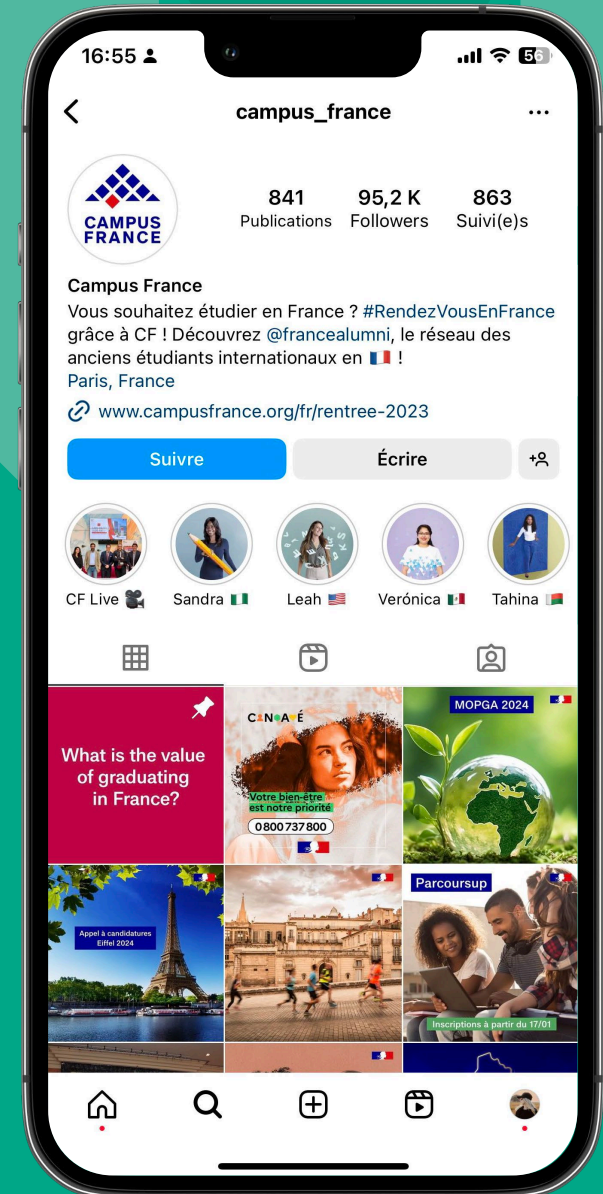 16:55
56
campus_france
...
CAMPUS
FRANCE
841
Publications
95,2 K
Followers
863
Suivi(e)s
Campus France
Vous souhaitez étudier en France ? #RendezVousEnFrance
grâce à CF ! Découvrez @francealumni, le réseau des
anciens étudiants internationaux en 🇫🇷 !
Paris, France
www.campusfrance.org/fr/rentree-2023
Suivre
Écrire
CF Live 🎥
Sandra 🇳🇬
Leah 🇺🇸
Verónica 🇲🇽
Tahina 🇲🇬
What is the value
of graduating
in France?
Votre bien-être
est notre priorité
0 800 737 800
MOPGA 2024
Appel à candidatures
Eiffel 2024
Parcoursup
Inscriptions à partir du 17/01